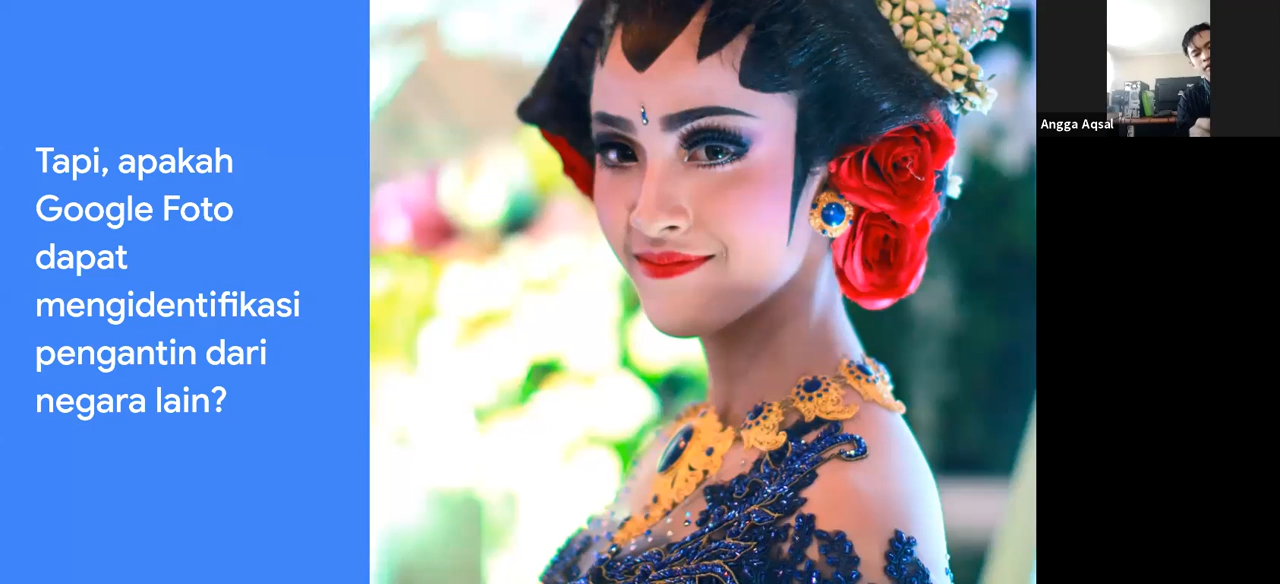 Tapi, apakah
Google Foto
dapat
mengidentifikasi
pengantin dari
negara lain?
Angga Aqsal